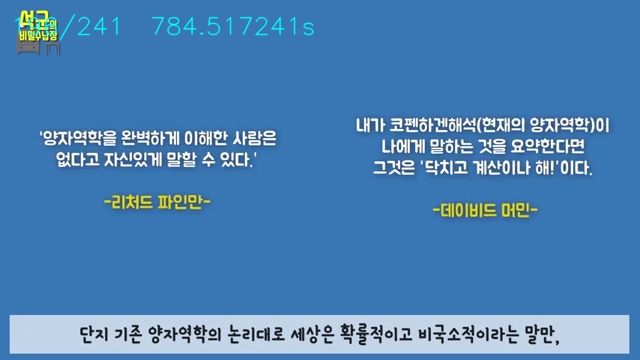 /241 784.517241s
석군의
비밀수납장
'양자역학을 완벽하게 이해한 사람은
없다고 자신있게 말할 수 있다.'
-리처드 파인만-
내가 코펜하겐해석(현재의 양자역학)이
나에게 말하는 것을 요약한다면
그것은 '닥치고 계산이나 해!'이다.
-데이비드 머민-
단지 기존 양자역학의 논리대로 세상은 확률적이고 비국소적이라는 말만,